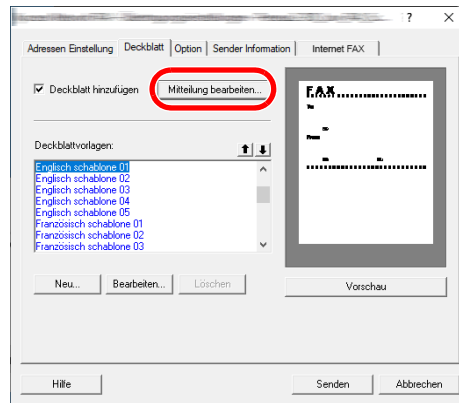 ?
Adressen Einstellung Deckblatt Option Sender Information Internet FAX
Deckblatt hinzufügen Mitteilung bearbeiten...
FAX
To:
From:
Deckblattvorlagen:
Englisch schablone 01
Englisch schablone 02
Englisch schablone 03
Englisch schablone 04
Englisch schablone 05
Französisch schablone 01
Französisch schablone 02
Französisch schablone 03
Neu... Bearbeiten... Löschen
Vorschau
Hilfe Senden Abbrechen